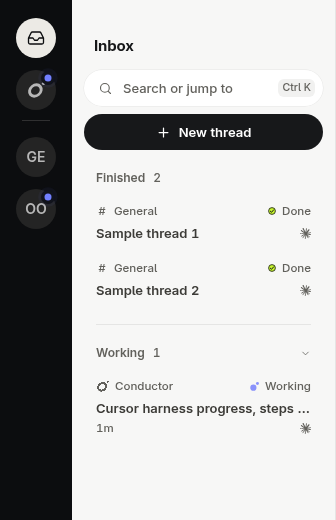 Inbox
Search or jump to Ctrl K
New thread
GE
OO
Finished 2
# General Done
Sample thread 1
# General Done
Sample thread 2
Working 1
Conductor Working
Cursor harness progress, steps ...
1m